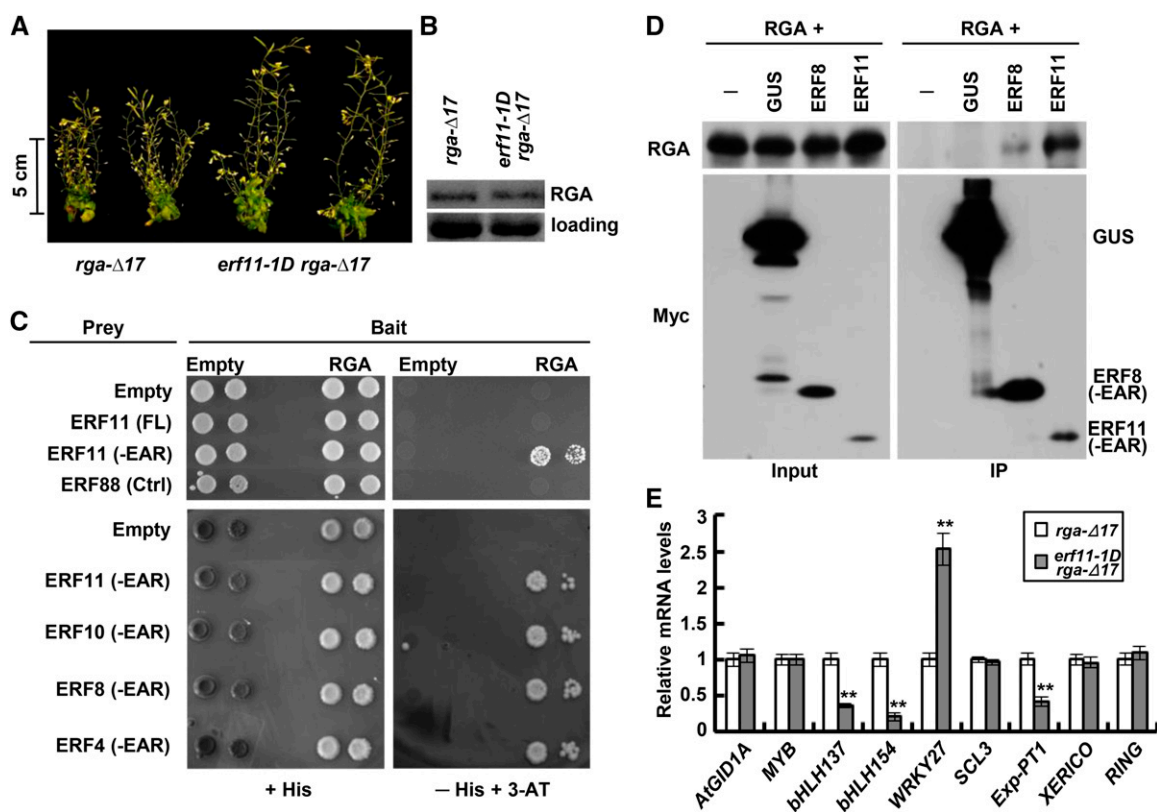 A
5 cm
rga-Δ17
erf11-1D rga-Δ17
B
rga-Δ17
erf11-1D
rga-Δ17
RGA
loading
C
Prey
Bait
Empty
RGA
Empty
RGA
Empty
ERF11 (FL)
ERF11 (-EAR)
ERF88 (Ctrl)
Empty
ERF11 (-EAR)
ERF10 (-EAR)
ERF8 (-EAR)
ERF4 (-EAR)
+ His
– His + 3-AT
D
RGA +
RGA +
–
GUS
ERF8
ERF11
–
GUS
ERF8
ERF11
RGA
Myc
GUS
ERF8
(-EAR)
ERF11
(-EAR)
Input
IP
E
Relative mRNA levels
3
2.5
2
1.5
1
0.5
0
**
**
**
**
rga-Δ17
erf11-1D
rga-Δ17
AtGID1A
MYB
bHLH137
bHLH154
WRKY27
SCL3
Exp-PT1
XERICO
RING